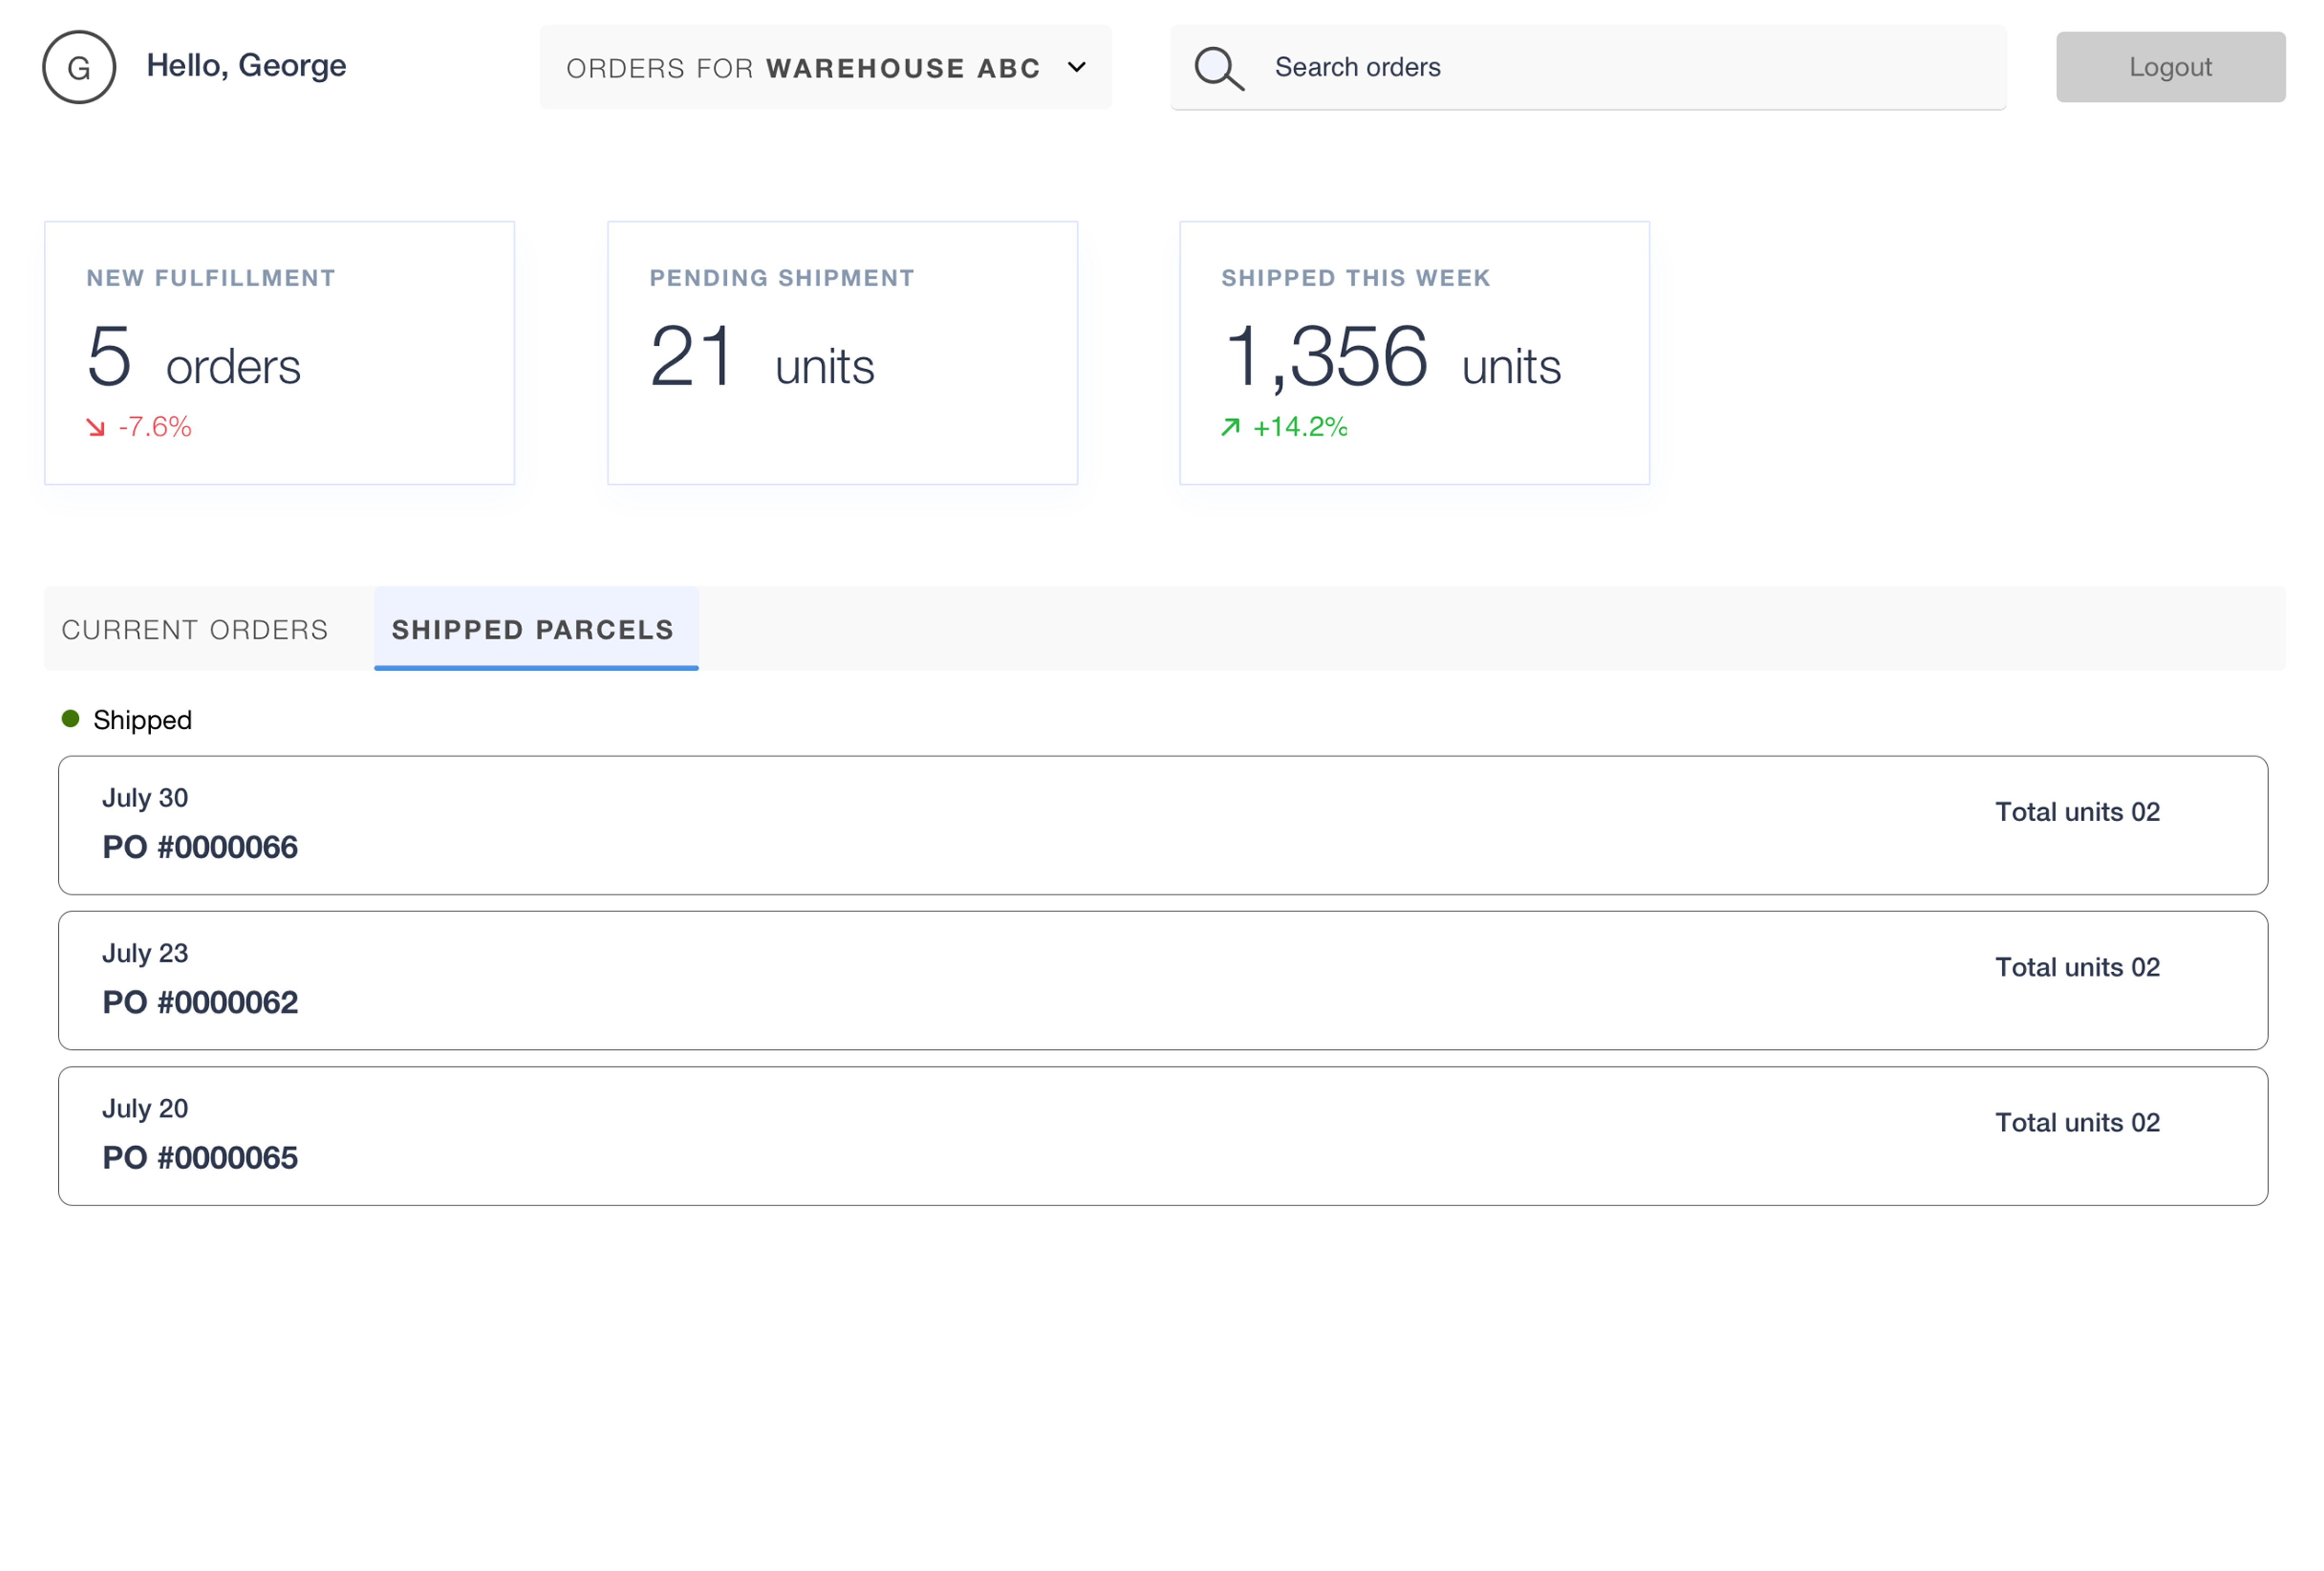 G
Hello, George
ORDERS FOR WAREHOUSE ABC
Search orders
Logout
NEW FULFILLMENT
5 orders
-7.6%
PENDING SHIPMENT
21 units
SHIPPED THIS WEEK
1,356 units
+14.2%
CURRENT ORDERS
SHIPPED PARCELS
Shipped
July 30
PO #0000066
Total units 02
July 23
PO #0000062
Total units 02
July 20
PO #0000065
Total units 02